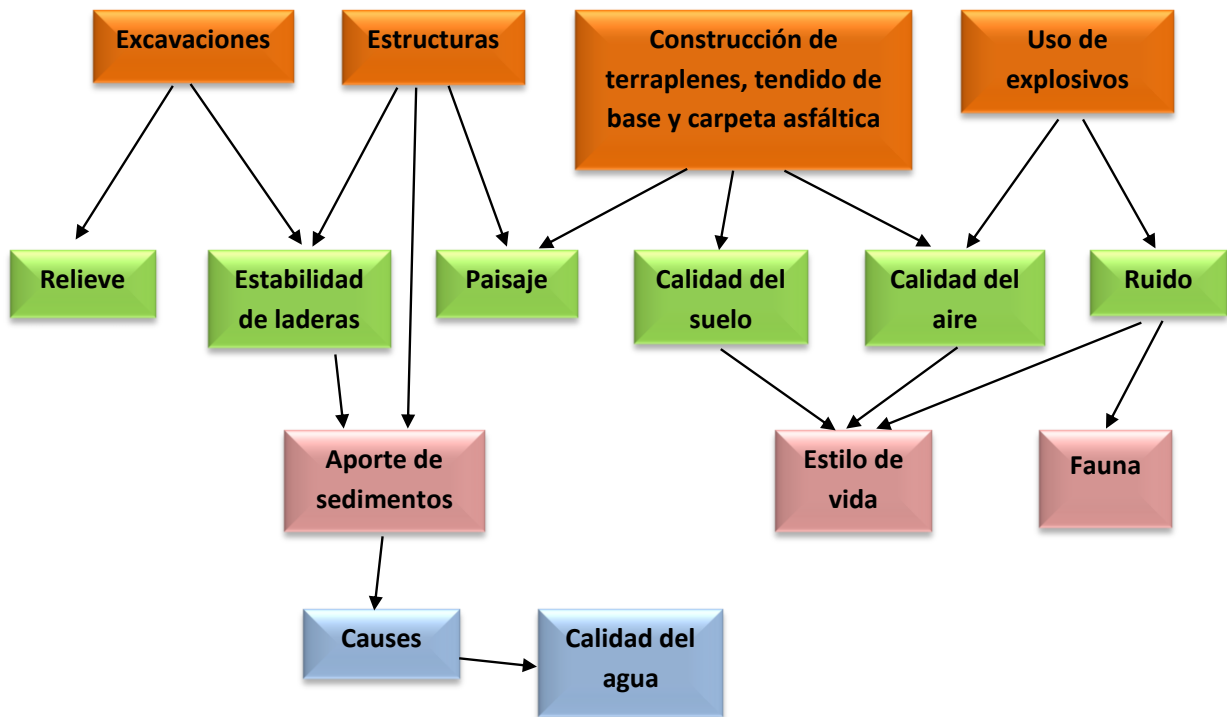 Excavaciones
Estructuras
Construcción de
terraplenes, tendido de
base y carpeta asfáltica
Uso de
explosivos
Relieve
Estabilidad
de laderas
Paisaje
Calidad del
suelo
Calidad del
aire
Ruido
Aporte de
sedimentos
Estilo de
vida
Fauna
Causes
Calidad del
agua